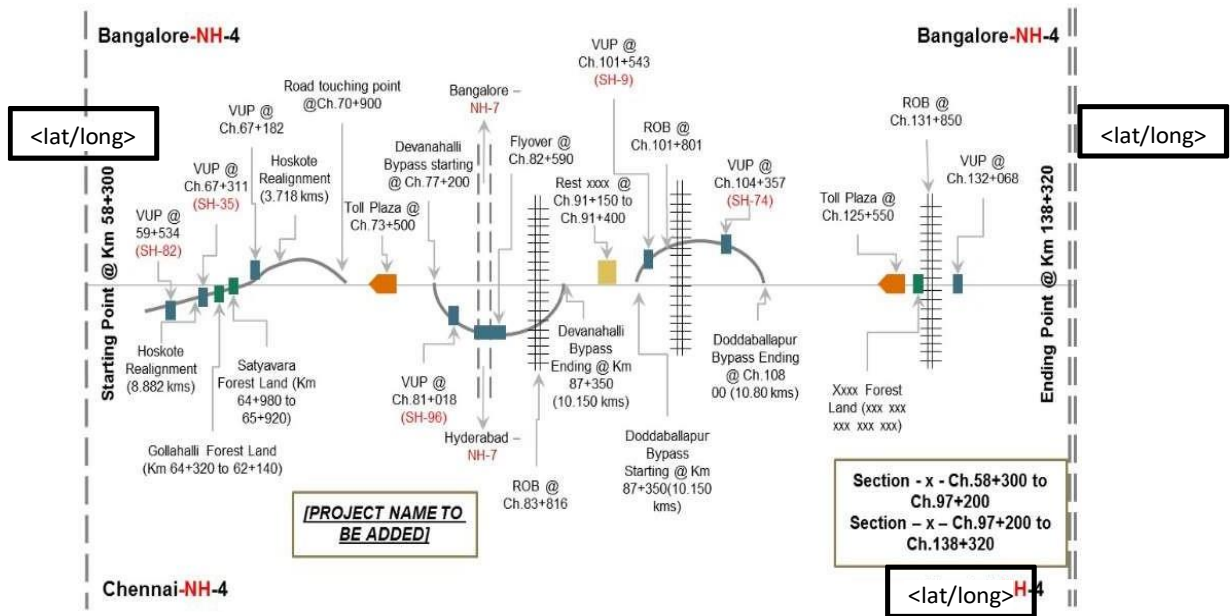 Bangalore-NH-4
Bangalore-NH-4
<lat/long>
<lat/long>
Starting Point @ Km 58+300
Ending Point @ Km 138+320
VUP @
59+534
(SH-82)
VUP @
Ch.67+311
(SH-35)
VUP @
Ch.67+182
Hoskote
Realignment
(3.718 kms)
Road touching point
@Ch.70+900
Toll Plaza @
Ch.73+500
Devanahalli
Bypass starting
@ Ch.77+200
Bangalore –
NH-7
Flyover @
Ch.82+590
VUP @
Ch.101+543
(SH-9)
Rest xxxx @
Ch.91+150 to
Ch.91+400
ROB @
Ch.101+801
VUP @
Ch.104+357
(SH-74)
Toll Plaza @
Ch.125+550
ROB @
Ch.131+850
VUP @
Ch.132+068
Hoskote
Realignment
(8.882 kms)
Satyavara
Forest Land (Km
64+980 to
65+920)
Gollahalli Forest Land
(Km 64+320 to 62+140)
VUP @
Ch.81+018
(SH-96)
Hyderabad –
NH-7
ROB @
Ch.83+816
Devanahalli
Bypass
Ending @ Km
87+350
(10.150 kms)
Doddaballapur
Bypass
Starting @ Km
87+350(10.150
kms)
Doddaballapur
Bypass Ending
@ Ch.108
00 (10.80 kms)
Xxxx Forest
Land (xxx xxx
xxx xxx xxx)
[PROJECT NAME TO
BE ADDED]
Section - x - Ch.58+300 to
Ch.97+200
Section – x – Ch.97+200 to
Ch.138+320
Chennai-NH-4
<lat/long>
H-4